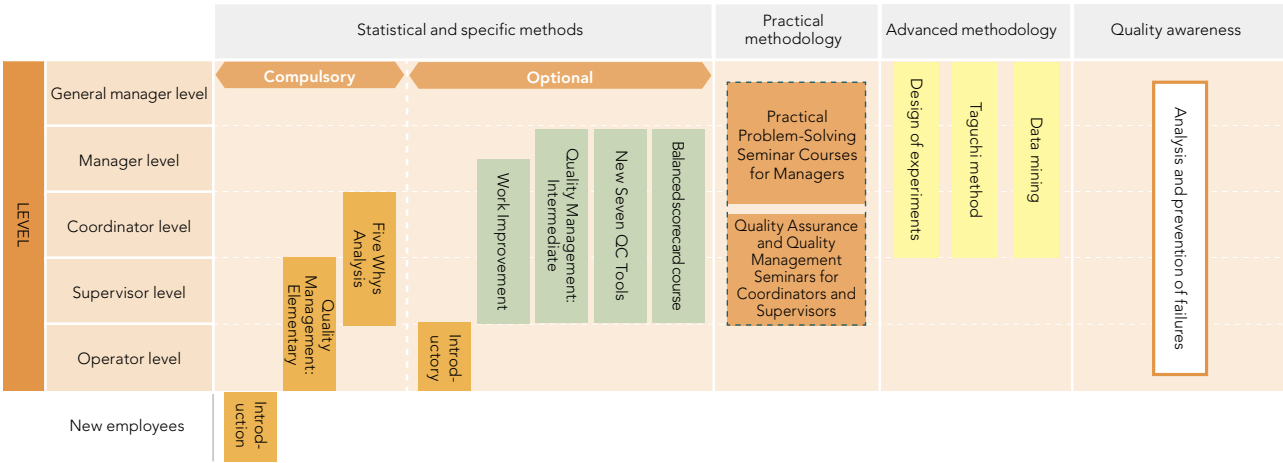 Statistical and specific methods
Practical
methodology
Advanced methodology
Quality awareness
LEVEL
Compulsory
Optional
General manager level
Manager level
Coordinator level
Supervisor level
Operator level
New employees
Introd-
uction
Quality
Management:
Elementary
Five Whys
Analysis
Introd-
uctory
Work Improvement
Quality Management:
Intermediate
New Seven QC Tools
Balanced scorecard course
Practical
Problem-Solving
Seminar Courses
for Managers
Quality Assurance
and Quality
Management
Seminars for
Coordinators and
Supervisors
Design of experiments
Taguchi method
Data mining
Analysis and prevention of failures